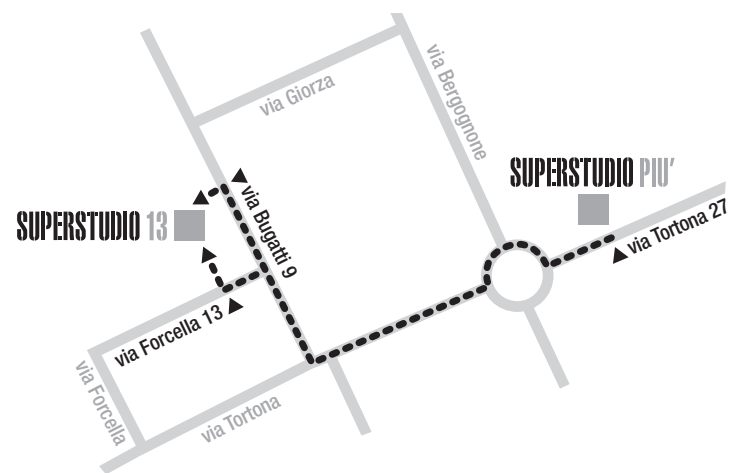 via Giorza
via Bergognone
SUPERSTUDIO PIU'
via Tortona 27
SUPERSTUDIO 13
via Bugatti 9
via Forcella 13
via Forcella
via Tortona